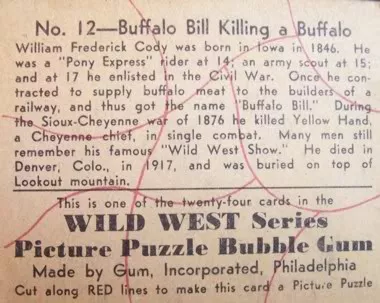 No. 12—Buffalo Bill Killing a Buffalo
William Frederick Cody was born in Iowa in 1846. He
was a "Pony Express" rider at 14; an army scout at 15;
and at 17 he enlisted in the Civil War. Once he con-
tracted to supply buffalo meat to the builders of a
railway, and thus got the name "Buffalo Bill." During
the Sioux-Cheyenne war of 1876 he killed Yellow Hand,
a Cheyenne chief, in single combat. Many men still
remember his famous "Wild West Show." He died in
Denver, Colo., in 1917, and was buried on top of
Lookout mountain.
This is one of the twenty-four cards in the
WILD WEST Series
Picture Puzzle Bubble Gum
Made by Gum, Incorporated, Philadelphia
Cut along RED lines to make this card a Picture Puzzle